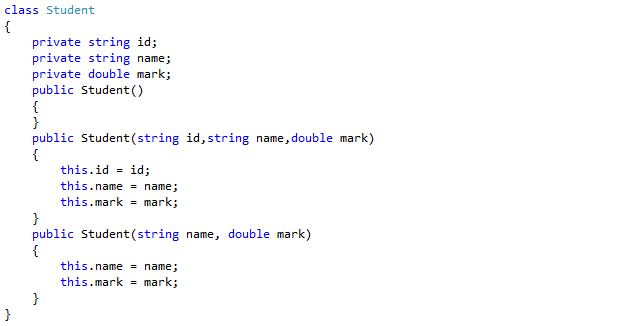 class Student
{
    private string id;
    private string name;
    private double mark;
    public Student()
    {
    }
    public Student(string id,string name,double mark)
    {
        this.id = id;
        this.name = name;
        this.mark = mark;
    }
    public Student(string name, double mark)
    {
        this.name = name;
        this.mark = mark;
    }
}